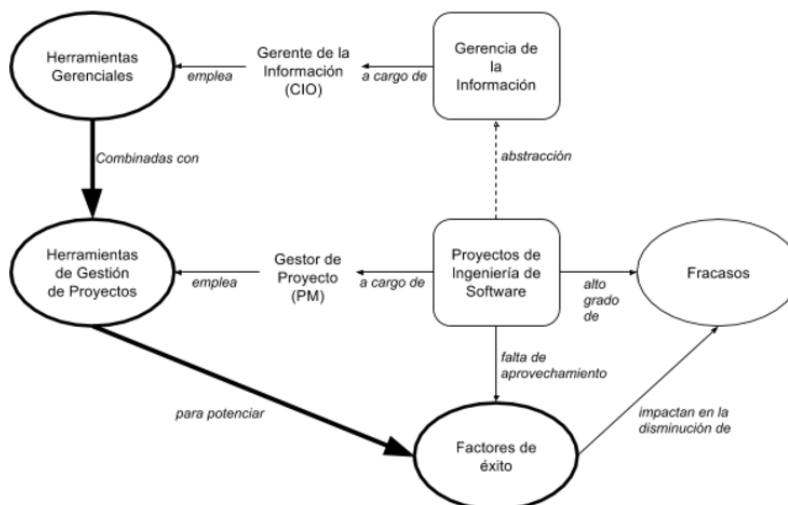 Herramientas
Gerenciales
emplea
Gerente de la
Información
(CIO)
a cargo de
Gerencia de
la
Información
Combinadas con
abstracción
Herramientas
de Gestión
de Proyectos
emplea
Gestor de
Proyecto
(PM)
a cargo de
Proyectos de
Ingeniería de
Software
alto
grado
de
Fracasos
falta de
aprovechamiento
para potenciar
Factores de
éxito
impactan en la
disminución de